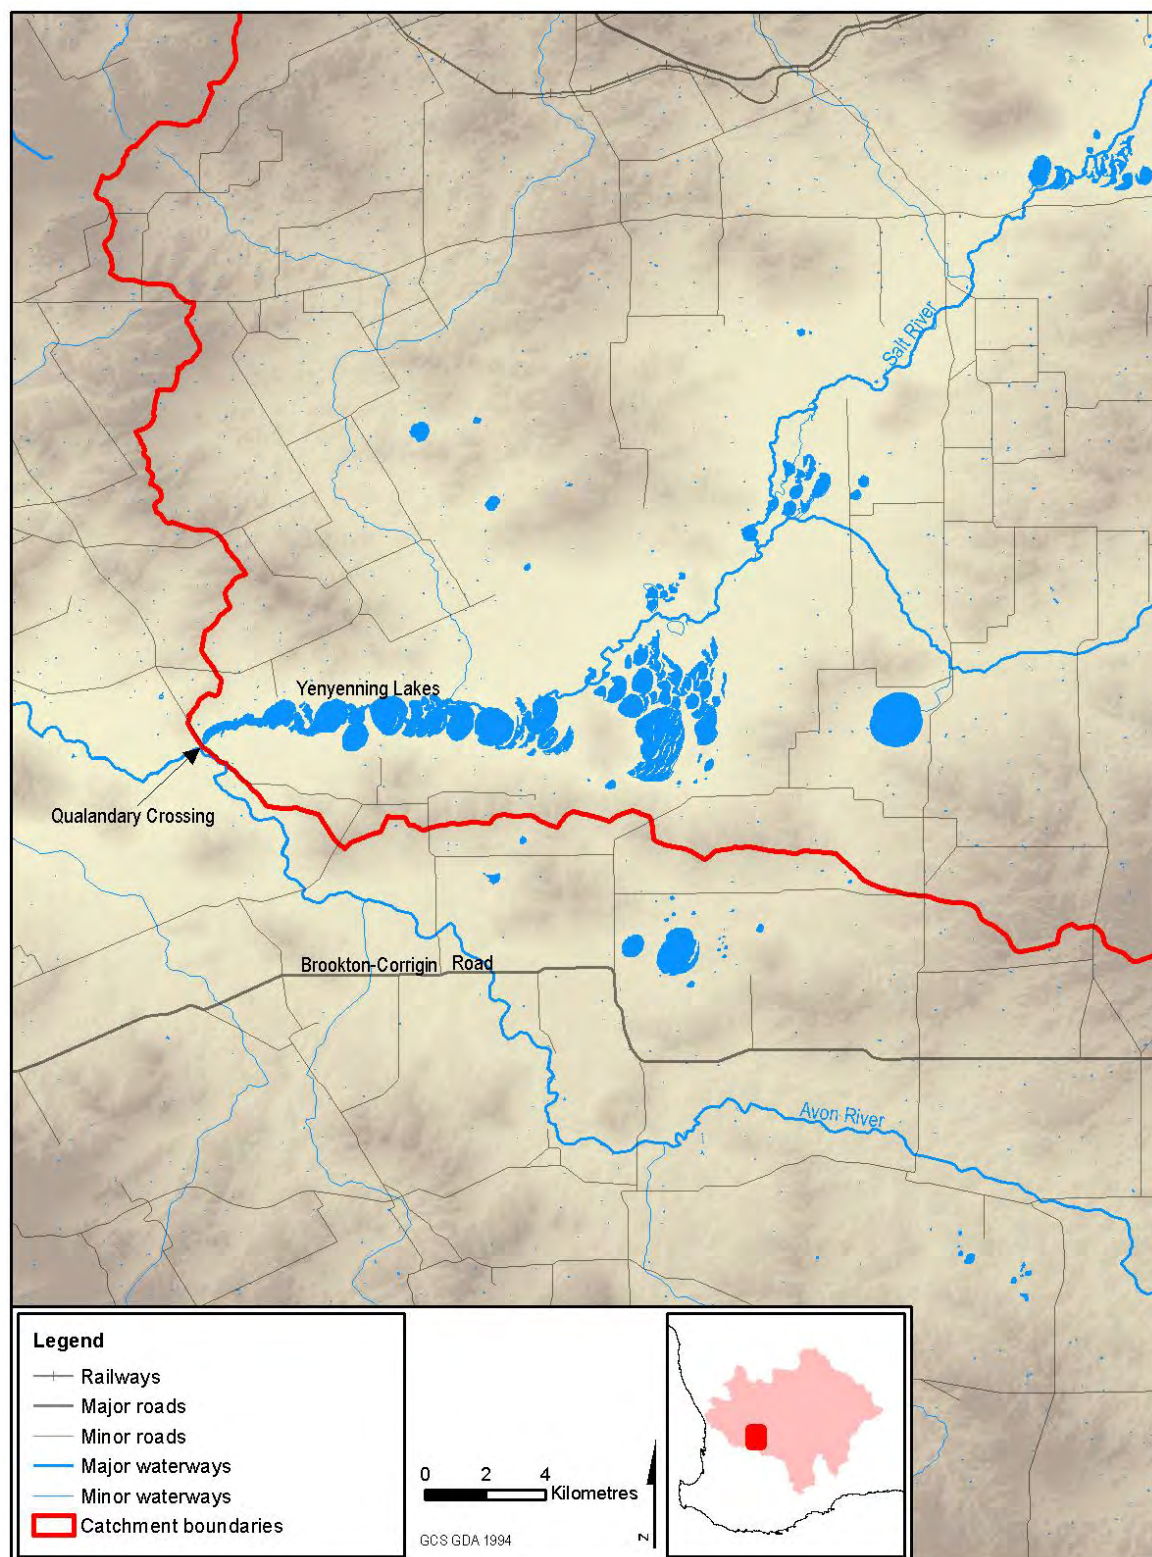 Salt River
Yenyenning Lakes
Qualandary Crossing
Brookton-Corrigin Road
Avon River
Legend
Railways
Major roads
Minor roads
Major waterways
Minor waterways
Catchment boundaries
0 2 4
Kilometres
GCS GDA 1994
N